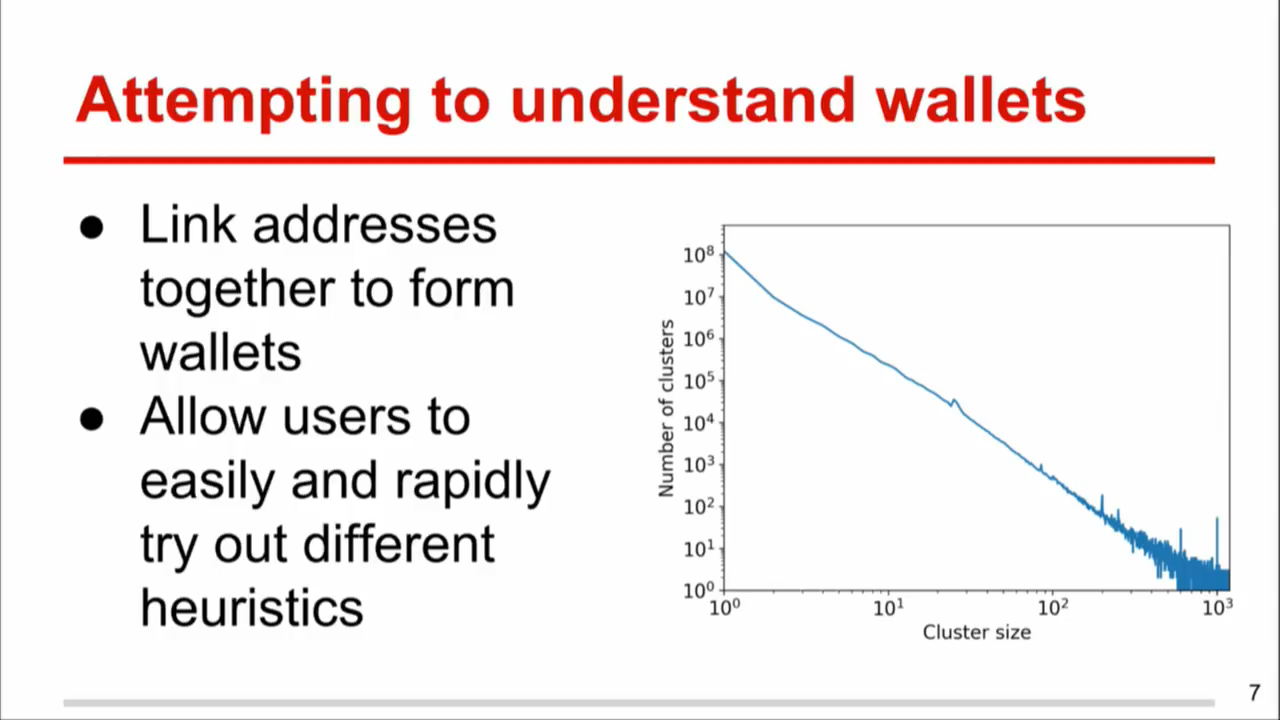 Attempting to understand wallets
● Link addresses
together to form
wallets
● Allow users to
easily and rapidly
try out different
heuristics
Number of clusters
10⁸
10⁷
10⁶
10⁵
10⁴
10³
10²
10¹
10⁰
10⁰ 10¹ 10² 10³
Cluster size
7